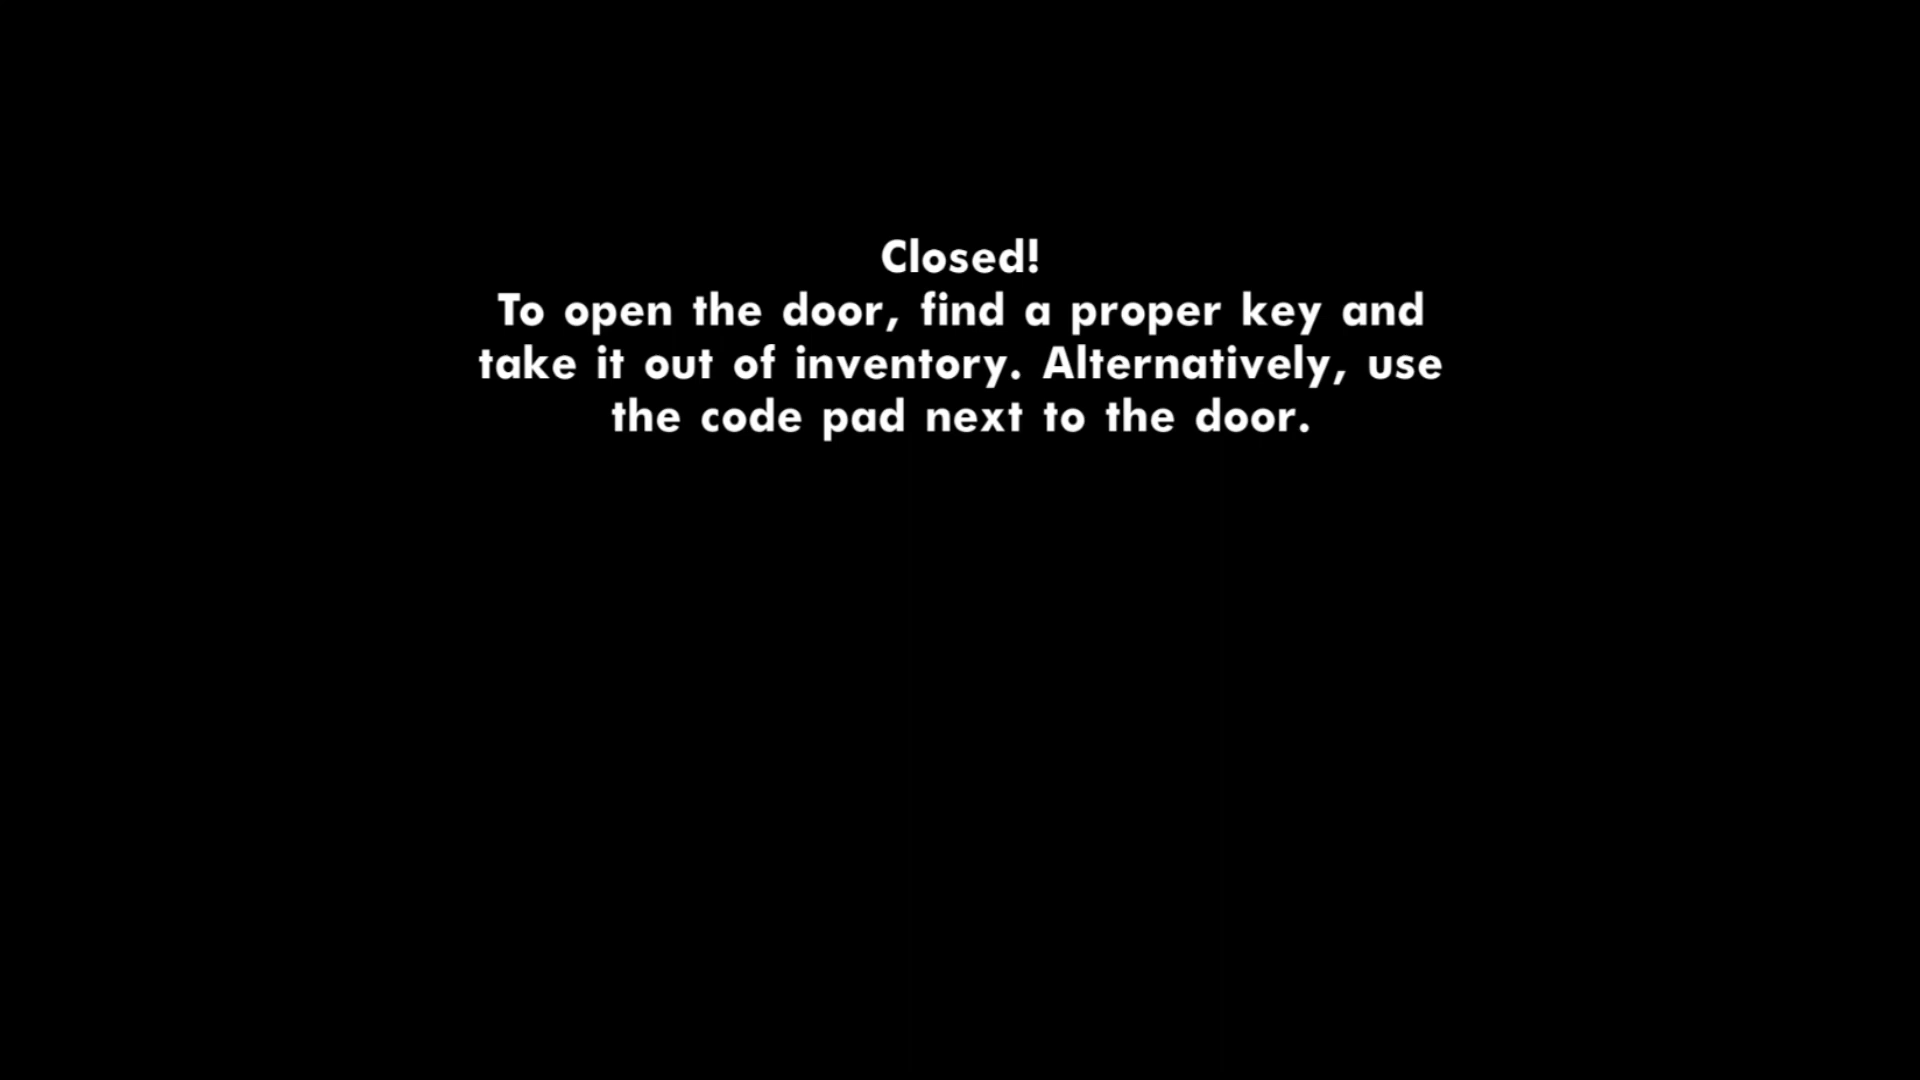 Closed!
To open the door, find a proper key and
take it out of inventory. Alternatively, use
the code pad next to the door.